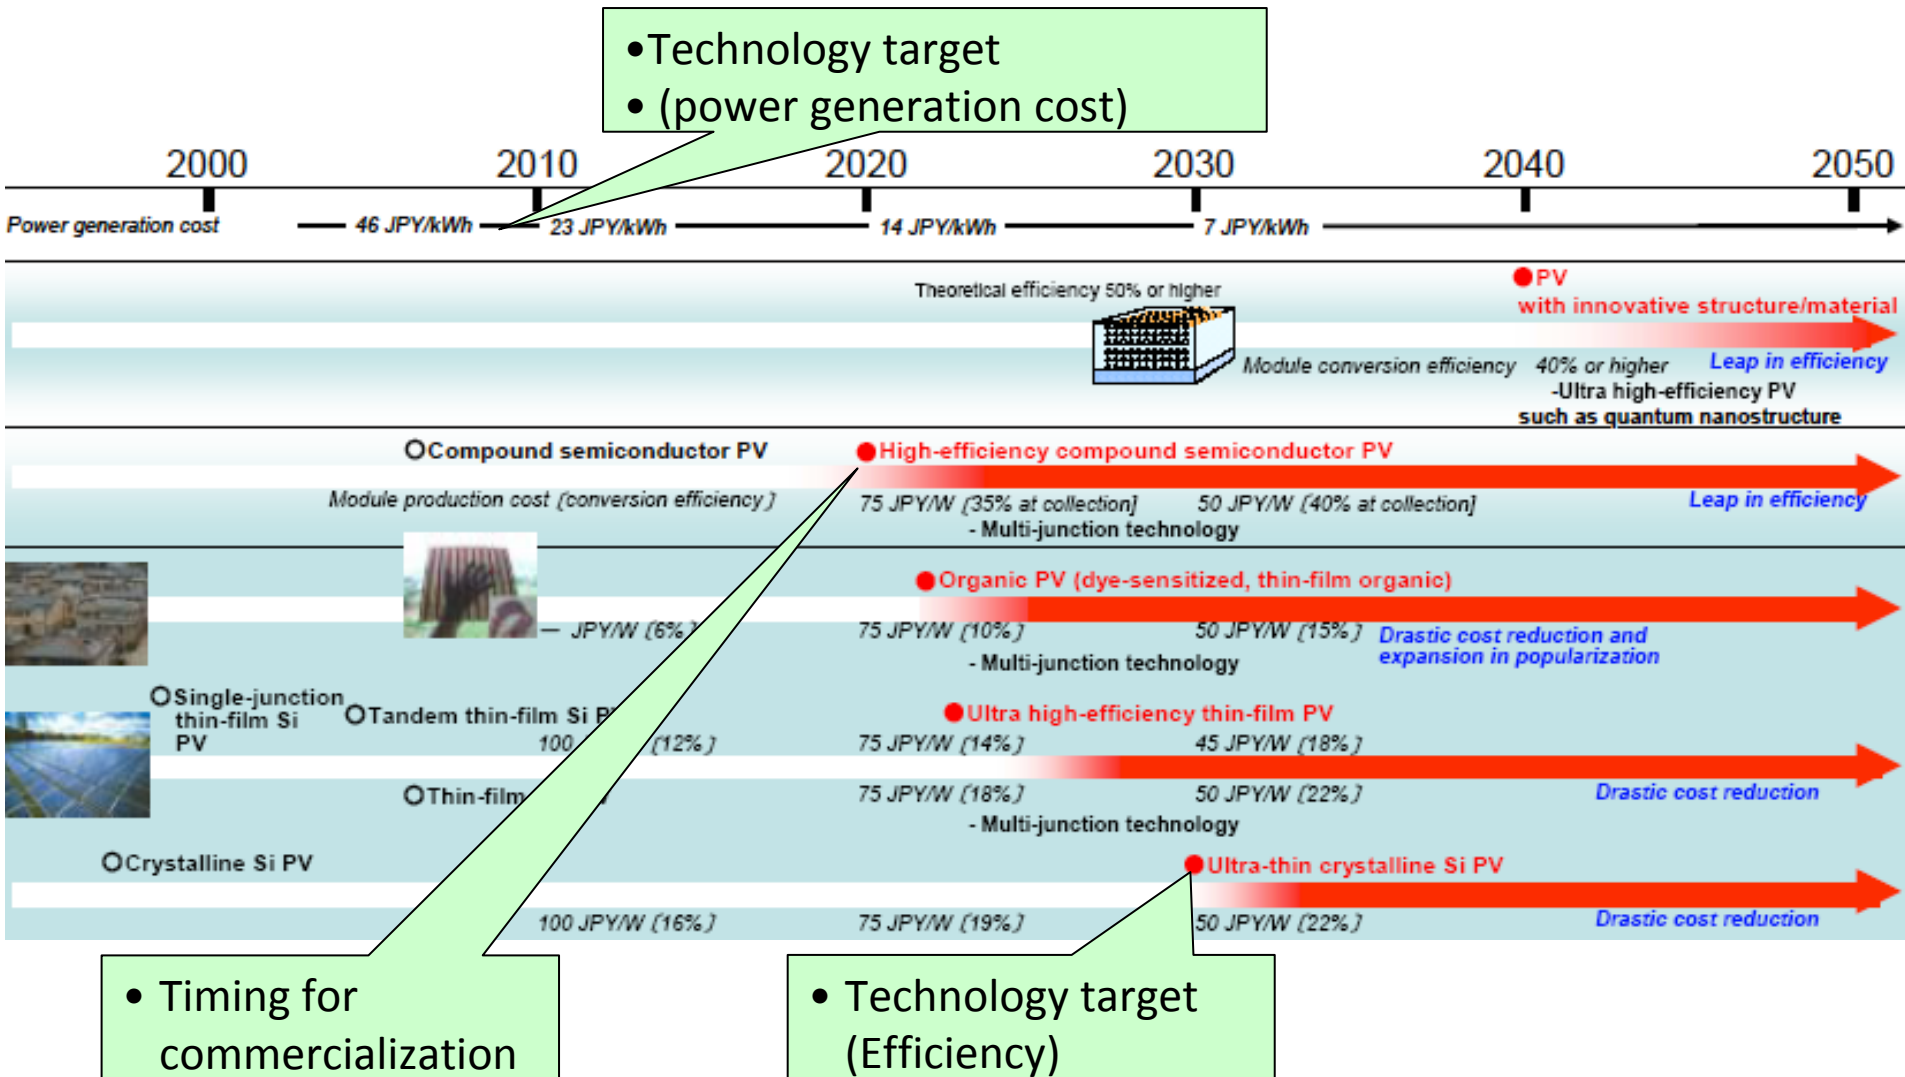 •Technology target
• (power generation cost)
2000 2010 2020 2030 2040 2050
Power generation cost 46 JPY/kWh 23 JPY/kWh 14 JPY/kWh 7 JPY/kWh
Theoretical efficiency 50% or higher
PV
with innovative structure/material
Module conversion efficiency 40% or higher Leap in efficiency
-Ultra high-efficiency PV
such as quantum nanostructure
Compound semiconductor PV High-efficiency compound semiconductor PV
Module production cost (conversion efficiency) 75 JPY/W (35% at collection] 50 JPY/W (40% at collection] Leap in efficiency
- Multi-junction technology
Organic PV (dye-sensitized, thin-film organic)
— JPY/W (6%) 75 JPY/W (10%) 50 JPY/W (15%) Drastic cost reduction and
expansion in popularization
- Multi-junction technology
Single-junction
thin-film Si
PV
Tandem thin-film Si Ultra high-efficiency thin-film PV
100 (12%) 75 JPY/W (14%) 45 JPY/W (18%)
Thin-film 75 JPY/W (18%) 50 JPY/W (22%) Drastic cost reduction
- Multi-junction technology
Crystalline Si PV Ultra-thin crystalline Si PV
100 JPY/W (16%) 75 JPY/W (19%) 50 JPY/W (22%) Drastic cost reduction
• Timing for
commercialization
• Technology target
(Efficiency)